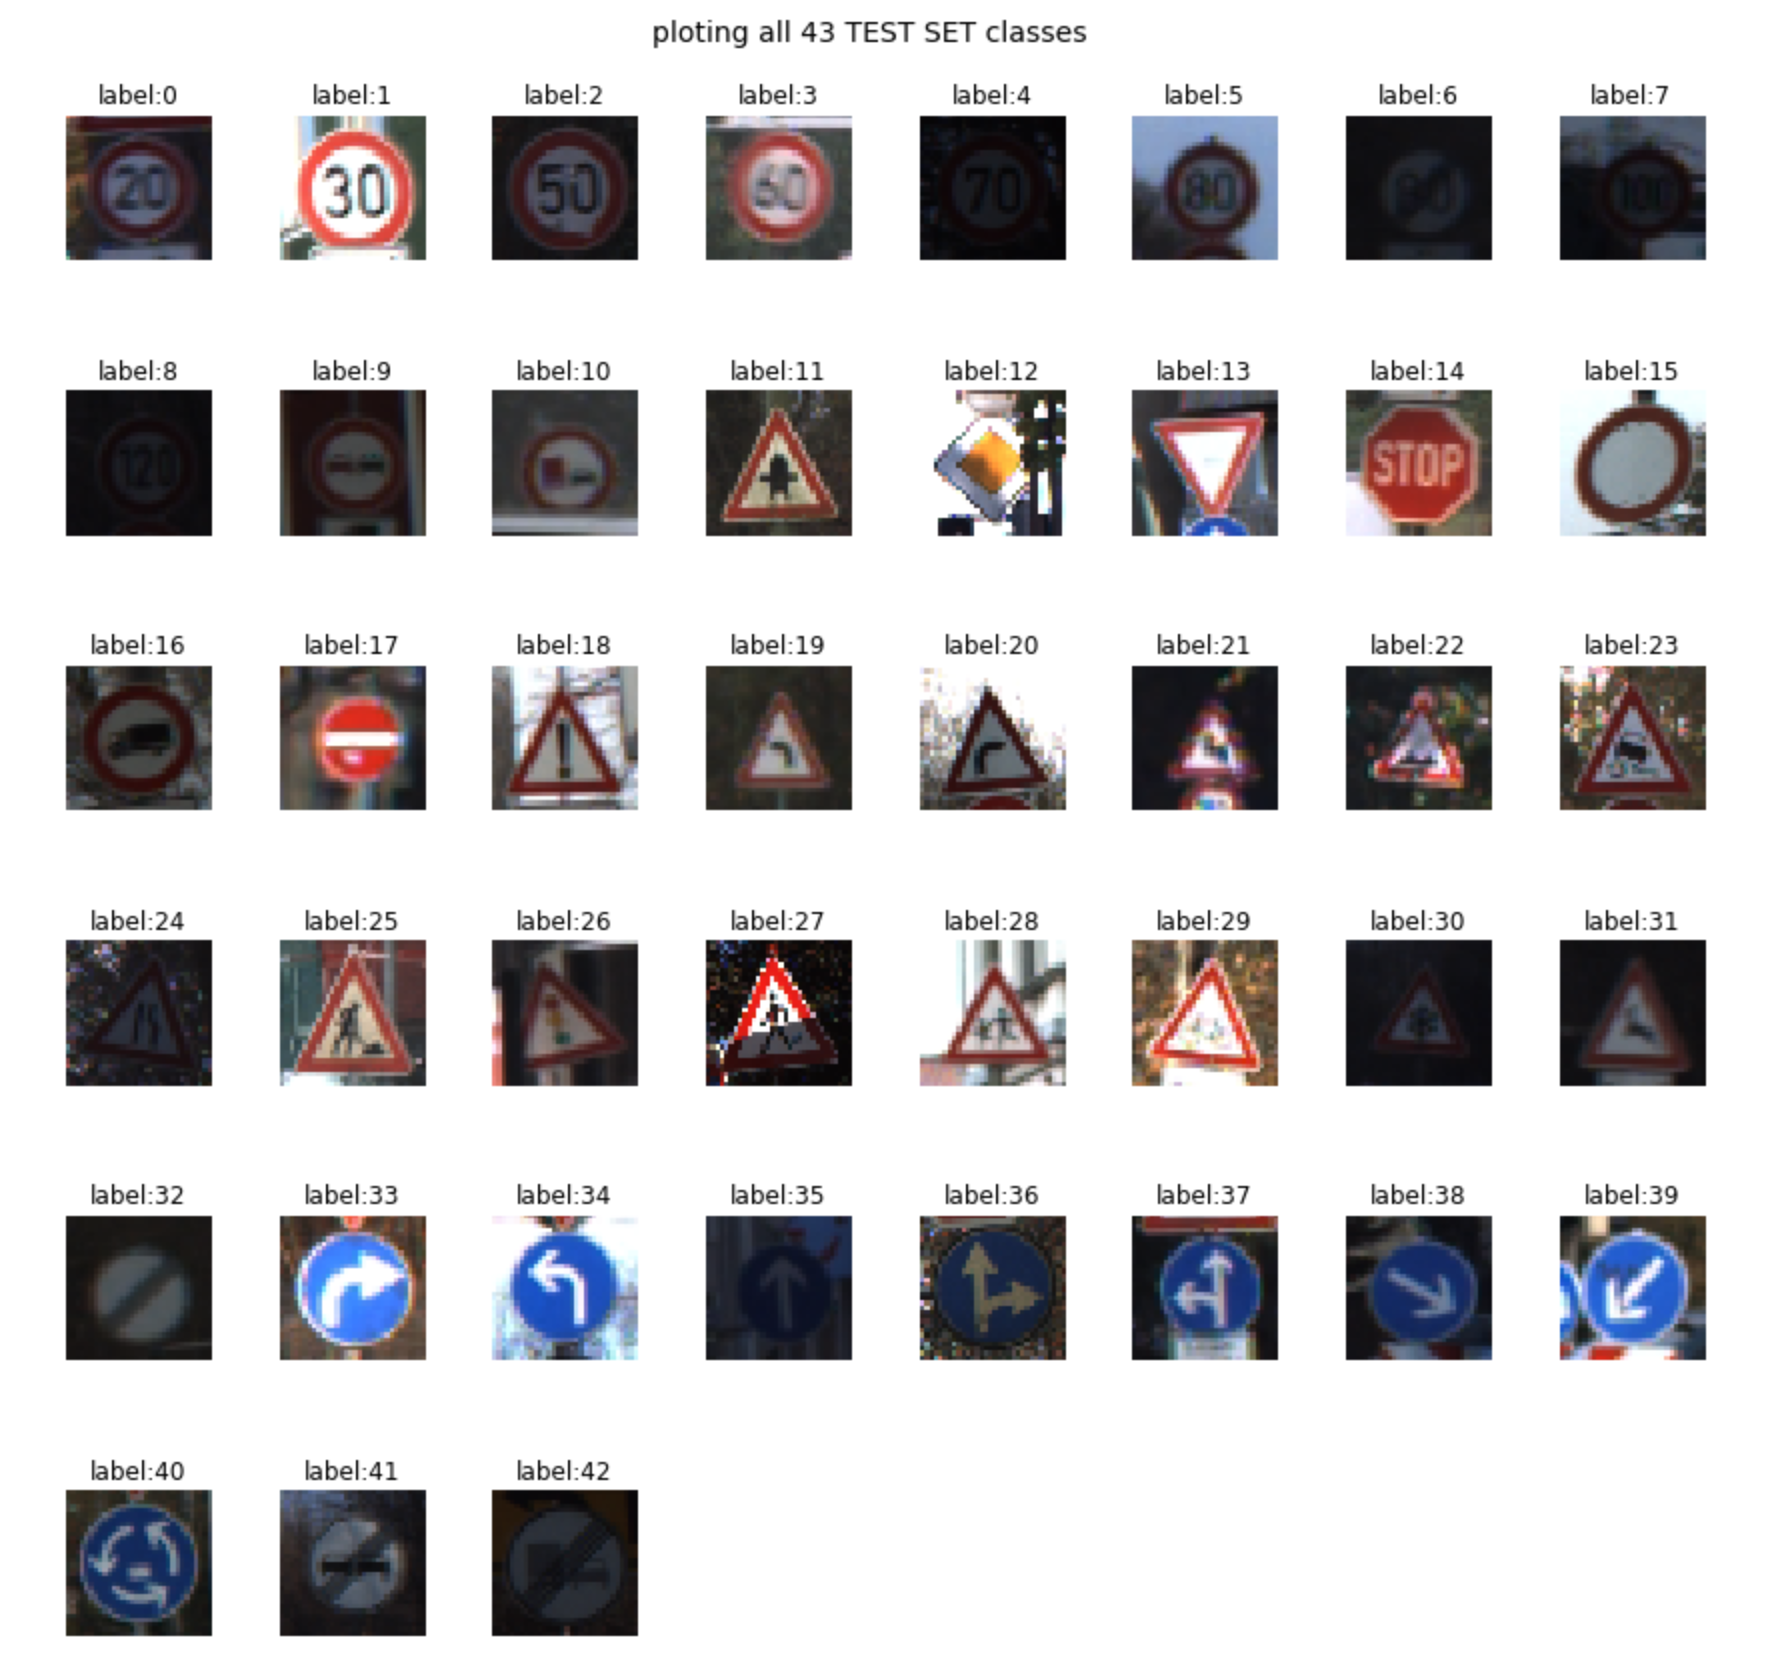 ploting all 43 TEST SET classes
label:0 label:1 label:2 label:3 label:4 label:5 label:6 label:7
20 30 50 60 70 80 80 100
label:8 label:9 label:10 label:11 label:12 label:13 label:14 label:15
120 STOP
label:16 label:17 label:18 label:19 label:20 label:21 label:22 label:23
label:24 label:25 label:26 label:27 label:28 label:29 label:30 label:31
label:32 label:33 label:34 label:35 label:36 label:37 label:38 label:39
label:40 label:41 label:42